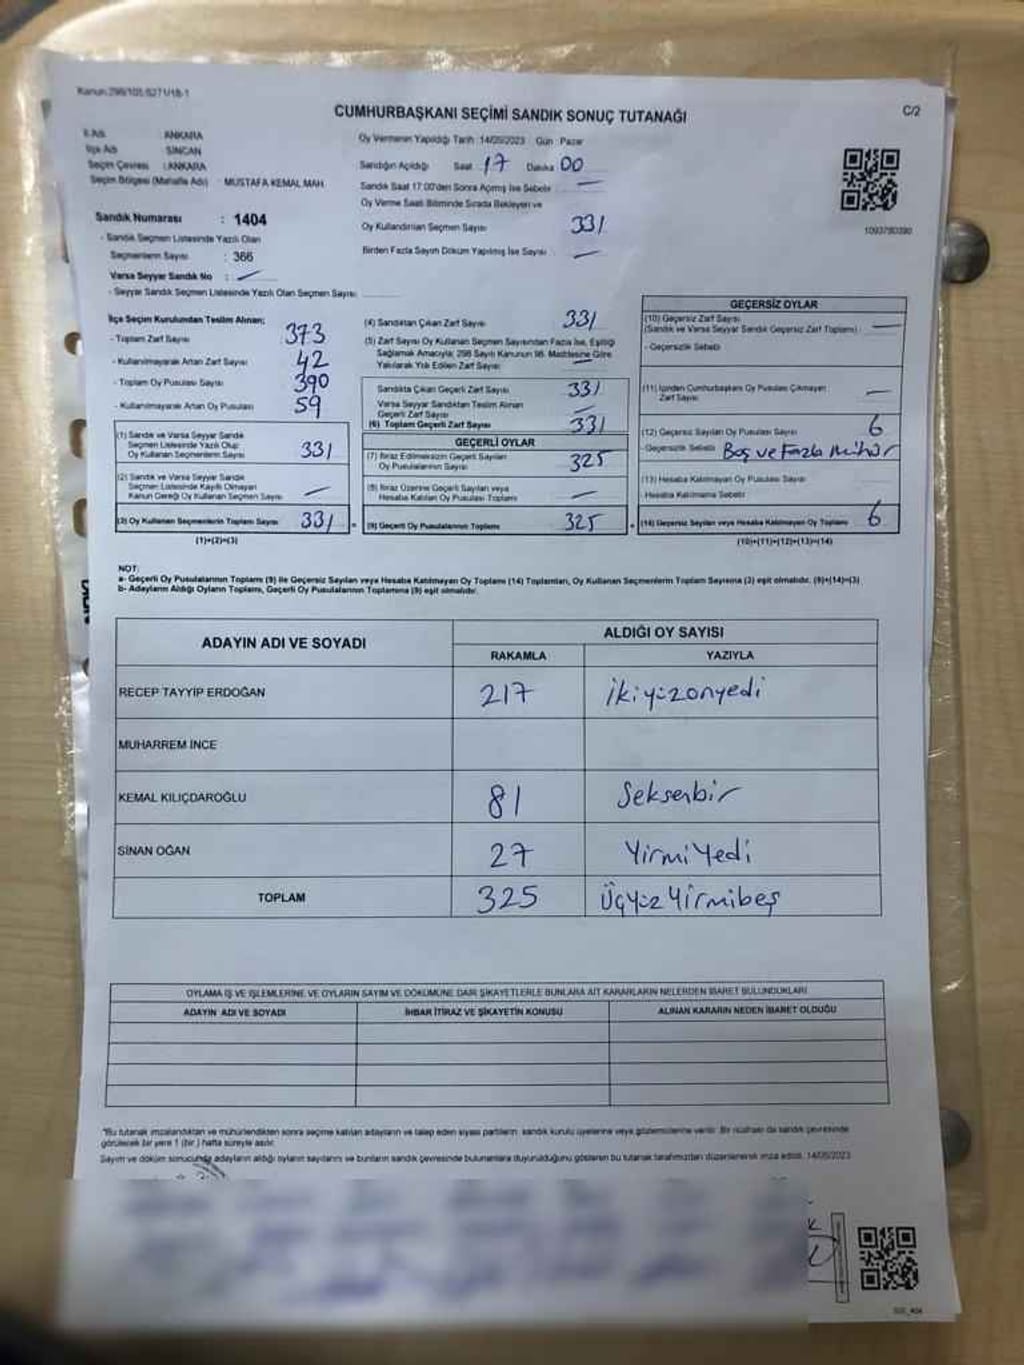 Kanun:298/105:6271/18-1
CUMHURBAŞKANI SEÇİMİ SANDIK SONUÇ TUTANAĞI
C/2
İl Adı ANKARA
İlçe Adı SİNCAN
Seçim Çevresi : ANKARA
Seçim Bölgesi (Mahalle Adı) : MUSTAFA KEMAL MAH.
Sandık Numarası : 1404
- Sandık Seçmen Listesinde Yazılı Olan
Seçmenlerin Sayısı : 366
Varsa Seyyar Sandık No : —
- Seyyar Sandık Seçmen Listesinde Yazılı Olan Seçmen Sayısı
Oy Vermenin Yapıldığı Tarih : 14/05/2023 Gün : Pazar
Sandığın Açıldığı Saat : 17 Dakika 00
Sandık Saat 17:00'den Sonra Açılmış İse Sebebi —
Oy Verme Saati Bitiminde Sırada Bekleyen ve
Oy Kullandırılan Seçmen Sayısı 331
Birden Fazla Sayım Döküm Yapılmış İse Sayısı —
1093780390
İlçe Seçim Kurulundan Teslim Alınan;
- Toplam Zarf Sayısı 373
- Kullanılmayarak Artan Zarf Sayısı 42
- Toplam Oy Pusulası Sayısı 390
- Kullanılmayarak Artan Oy Pusulası 59
(1) Sandık ve Varsa Seyyar Sandık
Seçmen Listesinde Yazılı Olup
Oy Kullanan Seçmenlerin Sayısı 331
(2) Sandık ve Varsa Seyyar Sandık
Seçmen Listesinde Kayıtlı Olmayan
Kanun Gereği Oy Kullanan Seçmen Sayısı —
(3) Oy Kullanan Seçmenlerin Toplam Sayısı 331
(1)+(2)=(3)
(4) Sandıktan Çıkan Zarf Sayısı 331
(5) Zarf Sayısı Oy Kullanan Seçmen Sayısından Fazla İse, Eşitliği
Sağlamak Amacıyla; 298 Sayılı Kanunun 98. Maddesine Göre
Yakılarak Yok Edilen Zarf Sayısı —
Sandıkta Çıkan Geçerli Zarf Sayısı 331
Varsa Seyyar Sandıktan Teslim Alınan
Geçerli Zarf Sayısı —
(6) Toplam Geçerli Zarf Sayısı 331
GEÇERLİ OYLAR
(7) İtiraz Edilmeksizin Geçerli Sayılan
Oy Pusulalarının Sayısı 325
(8) İtiraz Üzerine Geçerli Sayılan veya
Hesaba Katılan Oy Pusulası Toplamı —
(9) Geçerli Oy Pusulalarının Toplamı 325
GEÇERSİZ OYLAR
(10) Geçersiz Zarf Sayısı
(Sandık ve Varsa Seyyar Sandık Geçersiz Zarf Toplamı) —
- Geçersizlik Sebebi
(11) İçinden Cumhurbaşkanı Oy Pusulası Çıkmayan
Zarf Sayısı —
(12) Geçersiz Sayılan Oy Pusulası Sayısı 6
- Geçersizlik Sebebi Boş ve Fazla Mühür
(13) Hesaba Katılmayan Oy Pusulası Sayısı
- Hesaba Katılmama Sebebi
(14) Geçersiz Sayılan veya Hesaba Katılmayan Oy Toplamı 6
(10)+(11)+(12)+(13)=(14)
NOT:
a- Geçerli Oy Pusulalarının Toplamı (9) ile Geçersiz Sayılan veya Hesaba Katılmayan Oy Toplamı (14) Toplamları, Oy Kullanan Seçmenlerin Toplam Sayısına (3) eşit olmalıdır. (9)+(14)=(3)
b- Adayların Aldığı Oyların Toplamı, Geçerli Oy Pusulalarının Toplamına (9) eşit olmalıdır.
ADAYIN ADI VE SOYADI
ALDIĞI OY SAYISI
RAKAMLA YAZIYLA
RECEP TAYYİP ERDOĞAN 217 İkiyüzonyedi
MUHARREM İNCE
KEMAL KILIÇDAROĞLU 81 Seksenbir
SİNAN OĞAN 27 YirmiYedi
TOPLAM 325 ÜçyüzYirmibeş
OYLAMA İŞ VE İŞLEMLERİNE VE OYLARIN SAYIM VE DÖKÜMÜNE DAİR ŞİKAYETLERLE BUNLARA AİT KARARLARIN NELERDEN İBARET BULUNDUKLARI
ADAYIN ADI VE SOYADI İHBAR İTİRAZ VE ŞİKAYETİN KONUSU ALINAN KARARIN NEDEN İBARET OLDUĞU
"Bu tutanak imzalandıktan ve mühürlendikten sonra seçime katılan adayların ve talep eden siyasi partilerin, sandık kurulu üyelerine veya gözlemcilerine verilir. Bir nüshası da sandık çevresinde
görülecek bir yere 1 (bir ) hafta süreyle asılır.
Sayım ve döküm sonucunda adayların aldığı oyların sayılarını ve bunların sandık çevresinde bulunanlara duyurulduğunu gösteren bu tutanak tarafımızdan düzenlenerek imza edildi. 14/05/2023